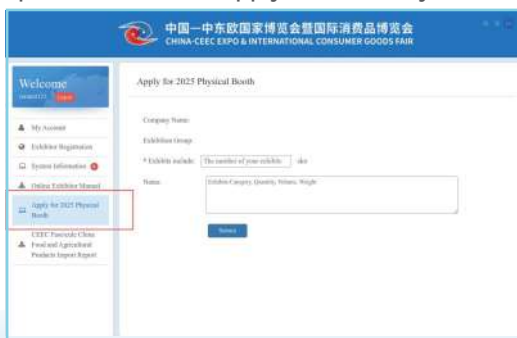 中国一中东欧国家博览会暨国际消费品博览会
CHINA-CEEC EXPO & INTERNATIONAL CONSUMER GOODS FAIR
Welcome
Apply for 2025 Physical Booth
Company Name:
Exhibition Group:
* Exhibits include: The number of your exhibits sku
Name: Exhibits Category, Quantity, Volume, Weight
Submit
My Account
Exhibitor Registration
System Information
Online Exhibitor Manual
Apply for 2025 Physical
Booth
CEEC
China
Food and Agricultural
Products Import Report